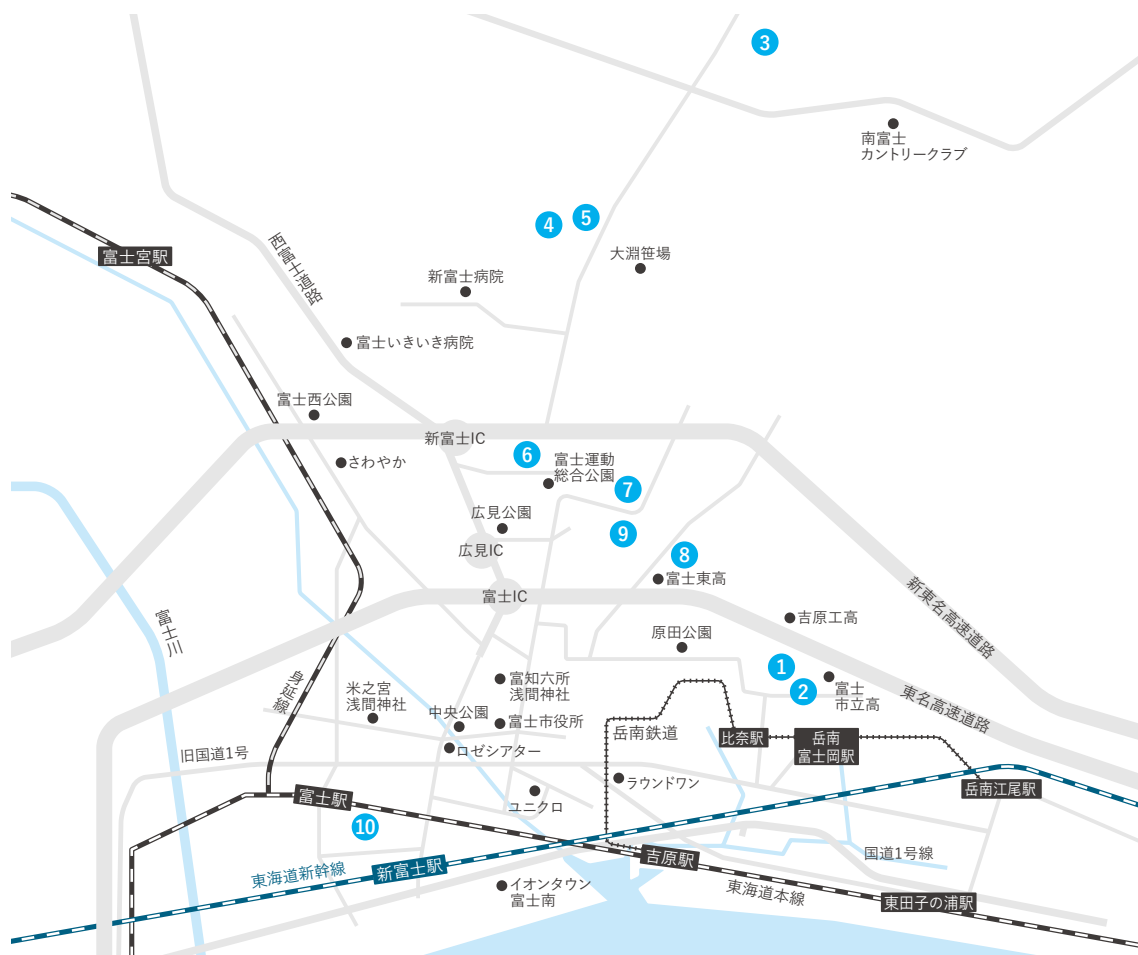 3
南富士
カントリークラブ
4
5
大淵笹場
富士宮駅
西富士道路
新富士病院
富士いきいき病院
富士西公園
新富士IC
さわやか
6
富士運動
総合公園
7
広見公園
9
広見IC
8
富士東高
富士IC
新東名高速道路
吉原工高
富士川
原田公園
1
2
富士
市立高
東名高速道路
身延線
米之宮
浅間神社
富知六所
浅間神社
中央公園
富士市役所
岳南鉄道
比奈駅
岳南
富士岡駅
旧国道1号
ロゼシアター
ラウンドワン
岳南江尾駅
富士駅
ユニクロ
10
吉原駅
国道1号線
東海道新幹線
新富士駅
イオンタウン
富士南
東海道本線
東田子の浦駅